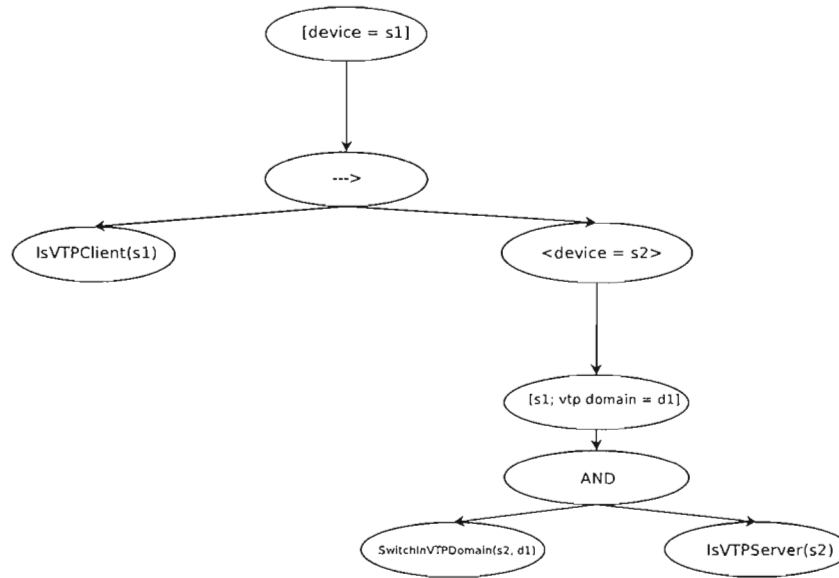 [device = s1]
--->
IsVTPClient(s1)
<device = s2>
[s1; vtp domain = d1]
AND
SwitchInVTPDomain(s2, d1)
IsVTPServer(s2)